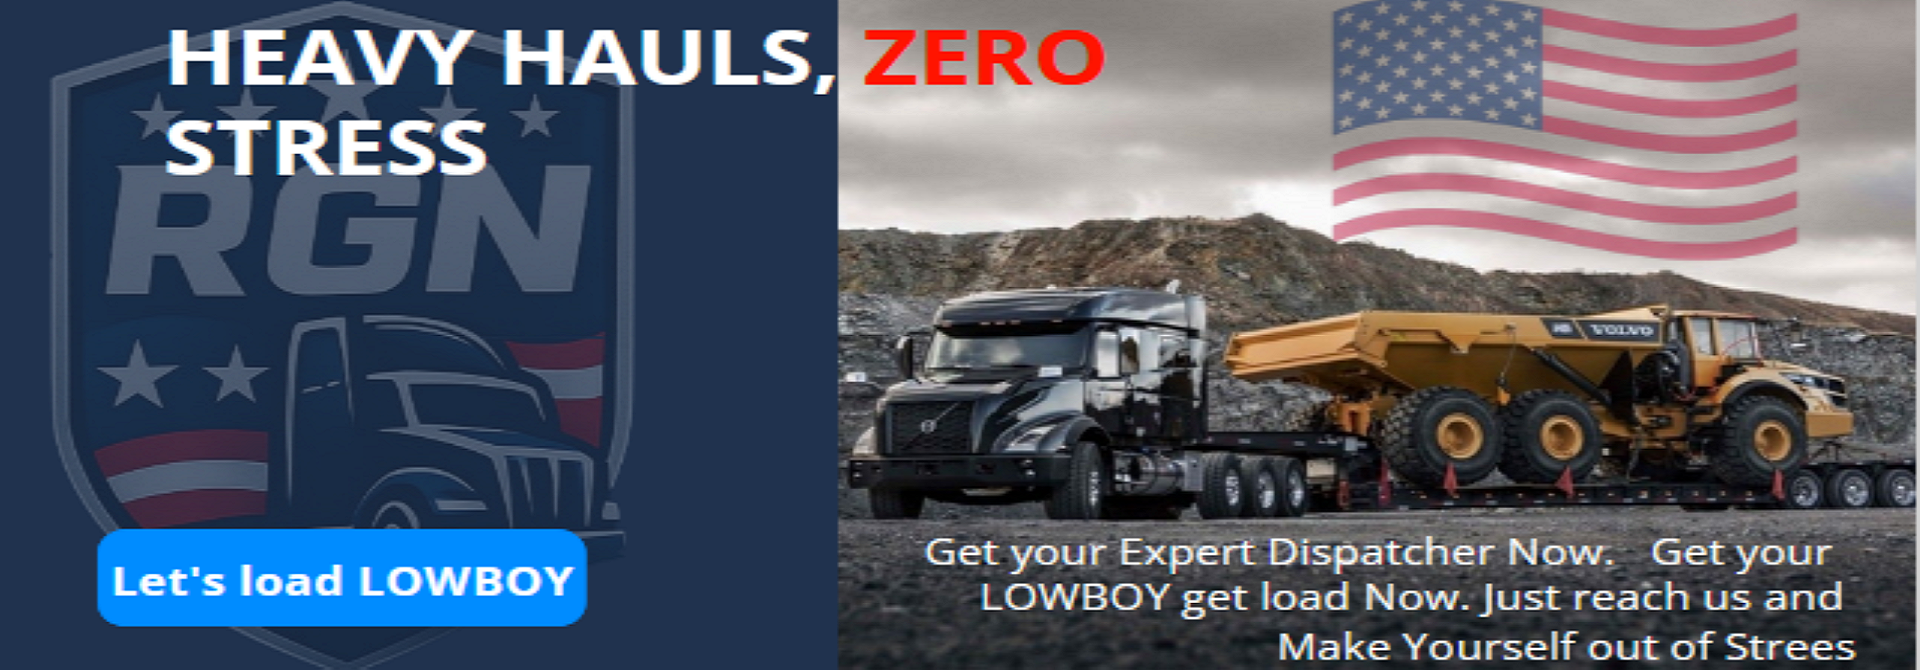 HEAVY HAULS, ZERO
STRESS
RGN
VOLVO
Let's load LOWBOY
Get your Expert Dispatcher Now. Get your
LOWBOY get load Now. Just reach us and
Make Yourself out of Strees